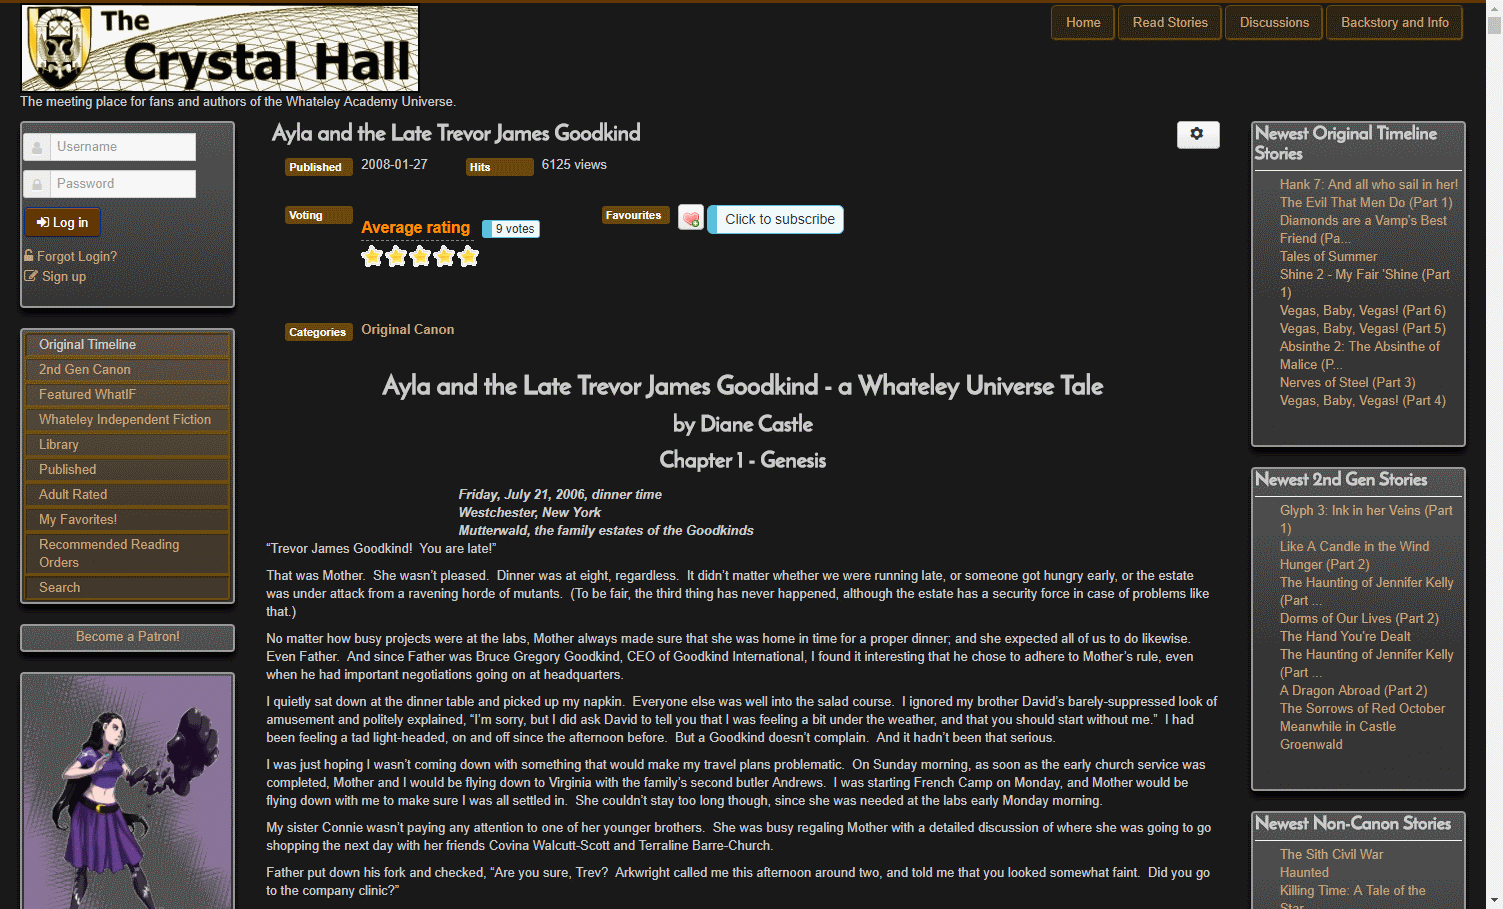 The
Crystal Hall
Home
Read Stories
Discussions
Backstory and Info
The meeting place for fans and authors of the Whateley Academy Universe.
Username
Password
Log in
Forgot Login?
Sign up
Original Timeline
2nd Gen Canon
Featured WhatIF
Whateley Independent Fiction
Library
Published
Adult Rated
My Favorites!
Recommended Reading
Orders
Search
Become a Patron!
Ayla and the Late Trevor James Goodkind
Published 2008-01-27 Hits 6125 views
Voting Average rating 9 votes Favourites Click to subscribe
Categories Original Canon
Ayla and the Late Trevor James Goodkind - a Whateley Universe Tale
by Diane Castle
Chapter 1 - Genesis
Friday, July 21, 2006, dinner time
Westchester, New York
Mutterwald, the family estates of the Goodkinds
“Trevor James Goodkind!  You are late!”
That was Mother.  She wasn’t pleased.  Dinner was at eight, regardless.  It didn’t matter whether we were running late, or someone got hungry early, or the estate
was under attack from a ravening horde of mutants.  (To be fair, the third thing has never happened, although the estate has a security force in case of problems like
that.)
No matter how busy projects were at the labs, Mother always made sure that she was home in time for a proper dinner; and she expected all of us to do likewise.
Even Father.  And since Father was Bruce Gregory Goodkind, CEO of Goodkind International, I found it interesting that he chose to adhere to Mother’s rule, even
when he had important negotiations going on at headquarters.
I quietly sat down at the dinner table and picked up my napkin.  Everyone else was well into the salad course.  I ignored my brother David’s barely-suppressed look of
amusement and politely explained, “I’m sorry, but I did ask David to tell you that I was feeling a bit under the weather, and that you should start without me.”  I had
been feeling a tad light-headed, on and off since the afternoon before.  But a Goodkind doesn’t complain.  And it hadn’t been that serious.
I was just hoping I wasn’t coming down with something that would make my travel plans problematic.  On Sunday morning, as soon as the early church service was
completed, Mother and I would be flying down to Virginia with the family’s second butler Andrews.  I was starting French Camp on Monday, and Mother would be
flying down with me to make sure I was all settled in.  She couldn’t stay too long though, since she was needed at the labs early Monday morning.
My sister Connie wasn’t paying any attention to one of her younger brothers.  She was busy regaling Mother with a detailed discussion of where she was going to go
shopping the next day with her friends Covina Walcutt-Scott and Terraline Barre-Church.
Father put down his fork and checked, “Are you sure, Trev?  Arkwright called me this afternoon around two, and told me that you looked somewhat faint.  Did you go
to the company clinic?”
Newest Original Timeline
Stories
Hank 7: And all who sail in her!
The Evil That Men Do (Part 1)
Diamonds are a Vamp's Best
Friend (Pa...
Tales of Summer
Shine 2 - My Fair 'Shine (Part
1)
Vegas, Baby, Vegas! (Part 6)
Vegas, Baby, Vegas! (Part 5)
Absinthe 2: The Absinthe of
Malice (P...
Nerves of Steel (Part 3)
Vegas, Baby, Vegas! (Part 4)
Newest 2nd Gen Stories
Glyph 3: Ink in her Veins (Part
1)
Like A Candle in the Wind
Hunger (Part 2)
The Haunting of Jennifer Kelly
(Part ...
Dorms of Our Lives (Part 2)
The Hand You're Dealt
The Haunting of Jennifer Kelly
(Part ...
A Dragon Abroad (Part 2)
The Sorrows of Red October
Meanwhile in Castle
Groenwald
Newest Non-Canon Stories
The Sith Civil War
Haunted
Killing Time: A Tale of the
Star